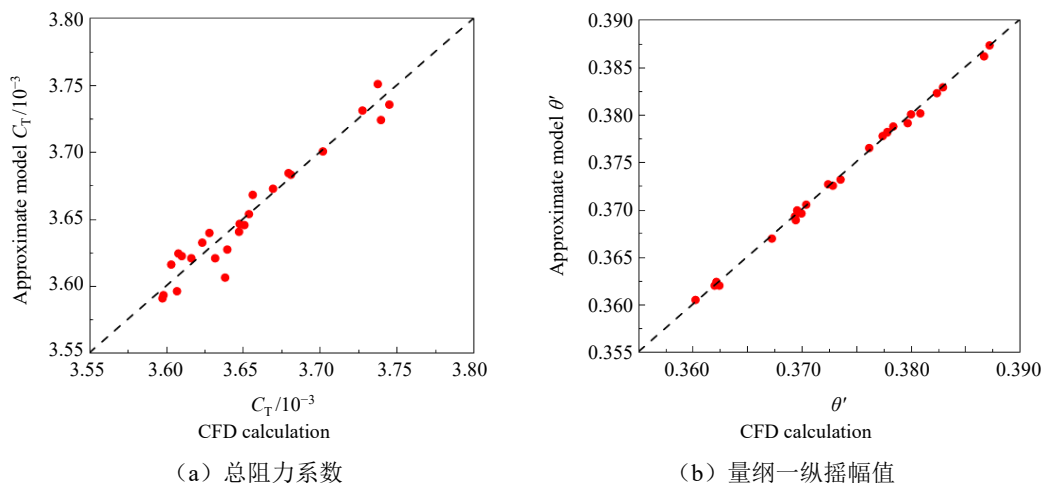 3.80
3.75
3.70
3.65
3.60
3.55
Approximate model C_T /10⁻³
3.55 3.60 3.65 3.70 3.75 3.80
C_T /10⁻³
CFD calculation
（a）总阻力系数
0.390
0.385
0.380
0.375
0.370
0.365
0.360
0.355
Approximate model θ′
0.360 0.370 0.380 0.390
θ′
CFD calculation
（b）量纲一纵摇幅值